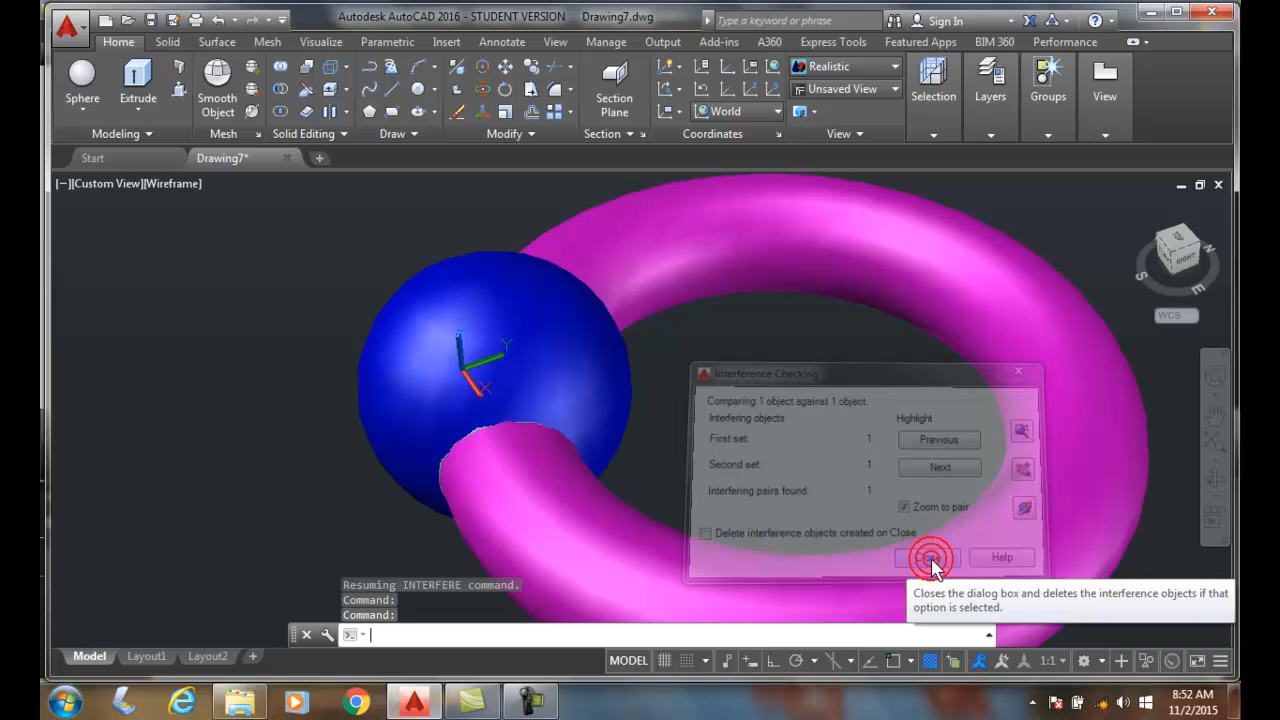 Autodesk AutoCAD 2016 - STUDENT VERSION Drawing7.dwg
Type a keyword or phrase
Sign In
Home Solid Surface Mesh Visualize Parametric Insert Annotate View Manage Output Add-ins A360 Express Tools Featured Apps BIM 360 Performance
Sphere
Extrude
Smooth
Object
Section
Plane
Realistic
Unsaved View
World
Selection
Layers
Groups
View
Modeling
Mesh
Solid Editing
Draw
Modify
Section
Coordinates
View
Start
Drawing7*
[−][Custom View][Wireframe]
TOP
RIGHT
N
S
E
WCS
Y
X
Interference Checking
Comparing 1 object against 1 object.
Interfering objects
Highlight
First set: 1
Previous
Second set: 1
Next
Interfering pairs found: 1
Zoom to pair
Delete interference objects created on Close
Help
Closes the dialog box and deletes the interference objects if that
option is selected.
Resuming INTERFERE command.
Command:
Command:
Model Layout1 Layout2
MODEL
1:1
8:52 AM
11/2/2015